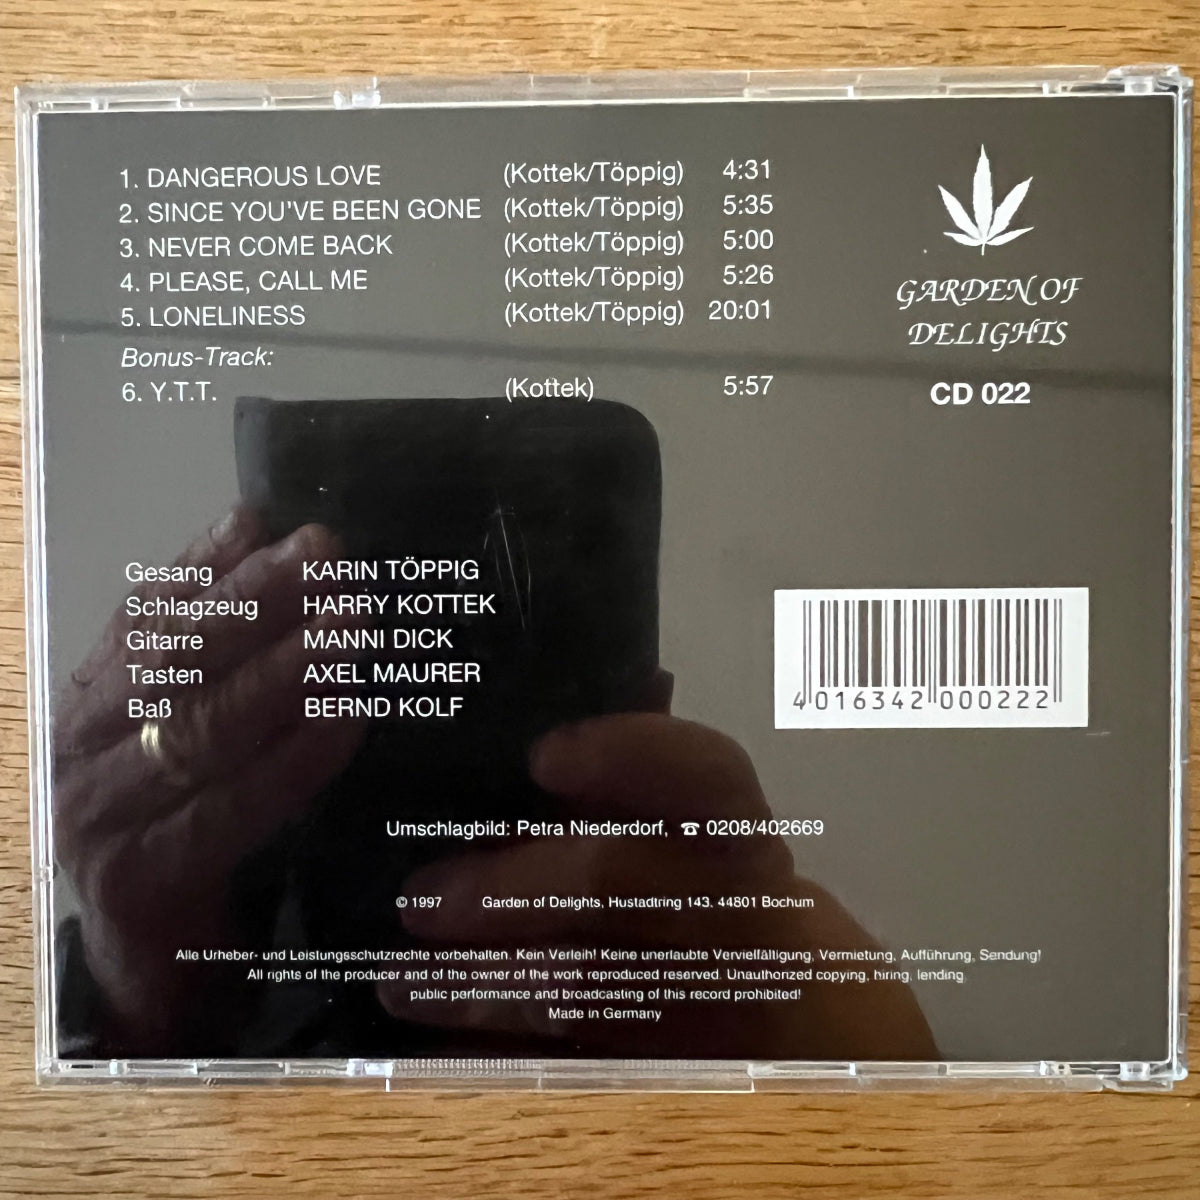 1. DANGEROUS LOVE (Kottek/Töppig) 4:31
2. SINCE YOU'VE BEEN GONE (Kottek/Töppig) 5:35
3. NEVER COME BACK (Kottek/Töppig) 5:00
4. PLEASE, CALL ME (Kottek/Töppig) 5:26
5. LONELINESS (Kottek/Töppig) 20:01
Bonus-Track:
6. Y.T.T. (Kottek) 5:57
GARDEN OF
DELIGHTS
CD 022
Gesang KARIN TÖPPIG
Schlagzeug HARRY KOTTEK
Gitarre MANNI DICK
Tasten AXEL MAURER
Baß BERND KOLF
4 016342 000222
Umschlagbild: Petra Niederdorf, ☎ 0208/402669
© 1997 Garden of Delights, Hustadtring 143, 44801 Bochum
Alle Urheber- und Leistungsschutzrechte vorbehalten. Kein Verleih! Keine unerlaubte Vervielfältigung, Vermietung, Aufführung, Sendung!
All rights of the producer and of the owner of the work reproduced reserved. Unauthorized copying, hiring, lending,
public performance and broadcasting of this record prohibited!
Made in Germany